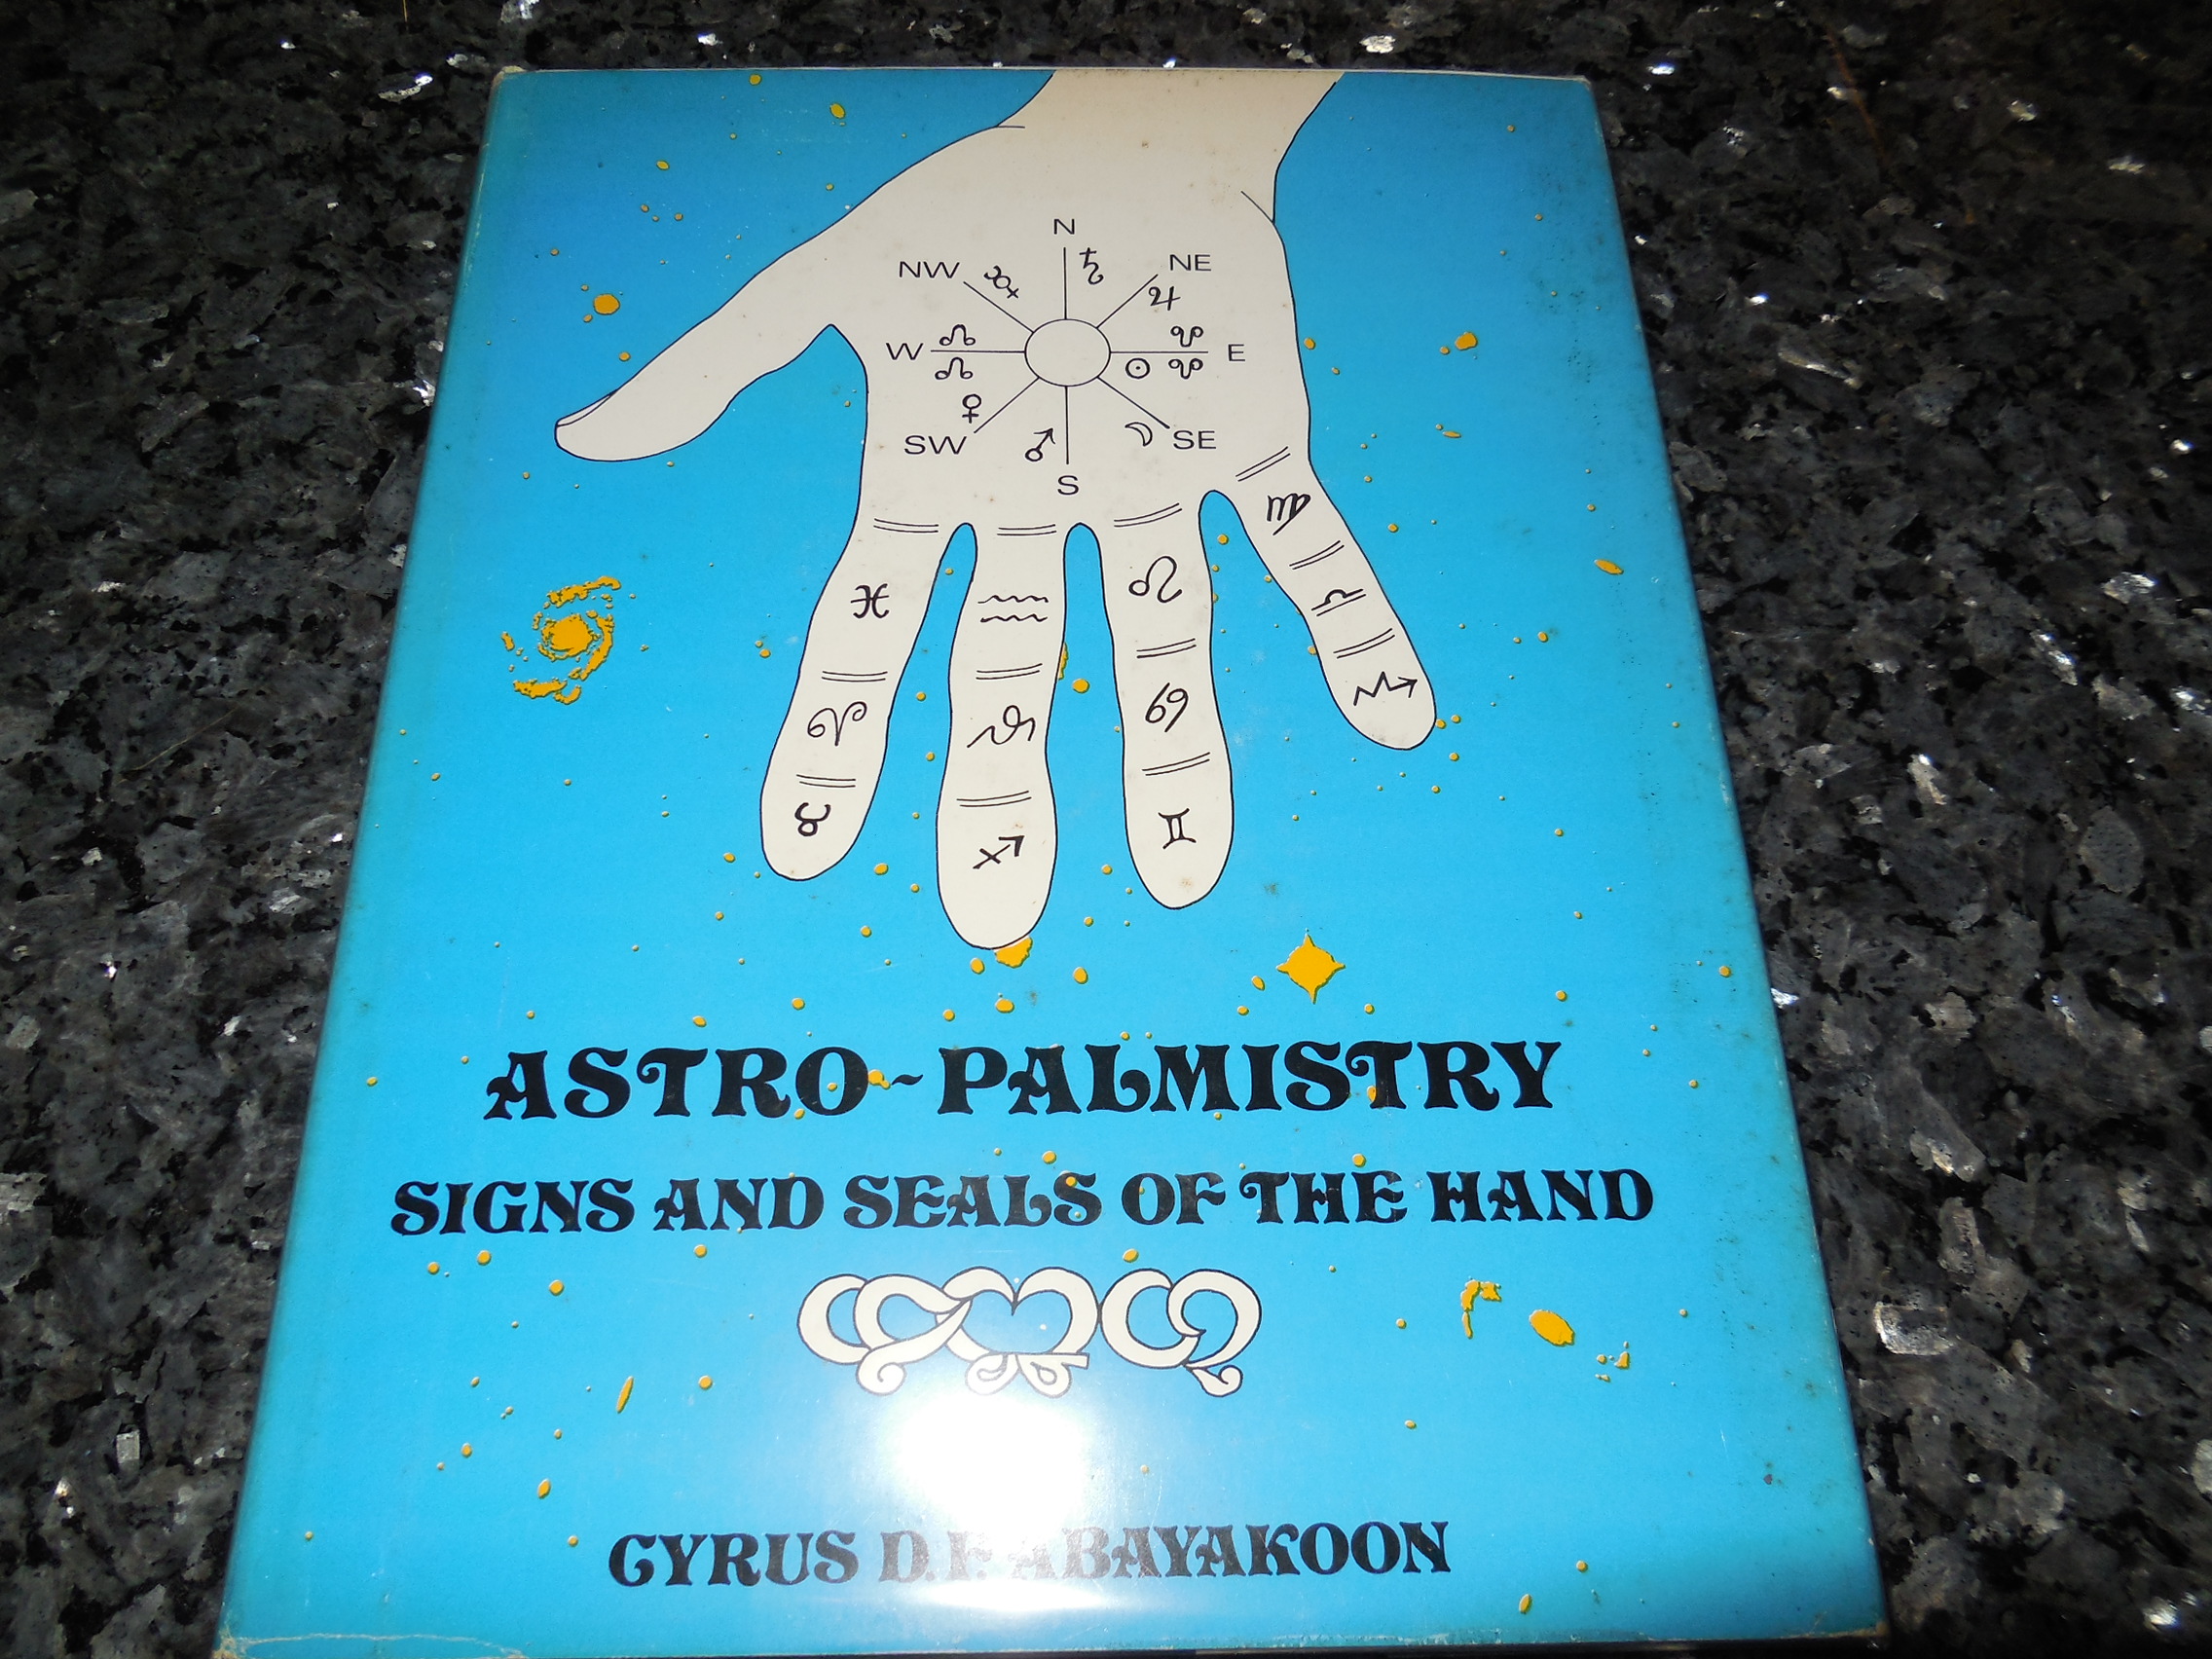 N
NW ☿ ♄ NE
♃
W ☊ ☋ E
☊ ☉ ☋
♀ ♂ ☽
SW SE
S
♍
♓ ♒ ♌ ♎
♈ ♑ ♋ ♏
♉ ♐ ♊
ASTRO~PALMISTRY
SIGNS AND SEALS OF THE HAND
CYRUS D.F. ABAYAKOON